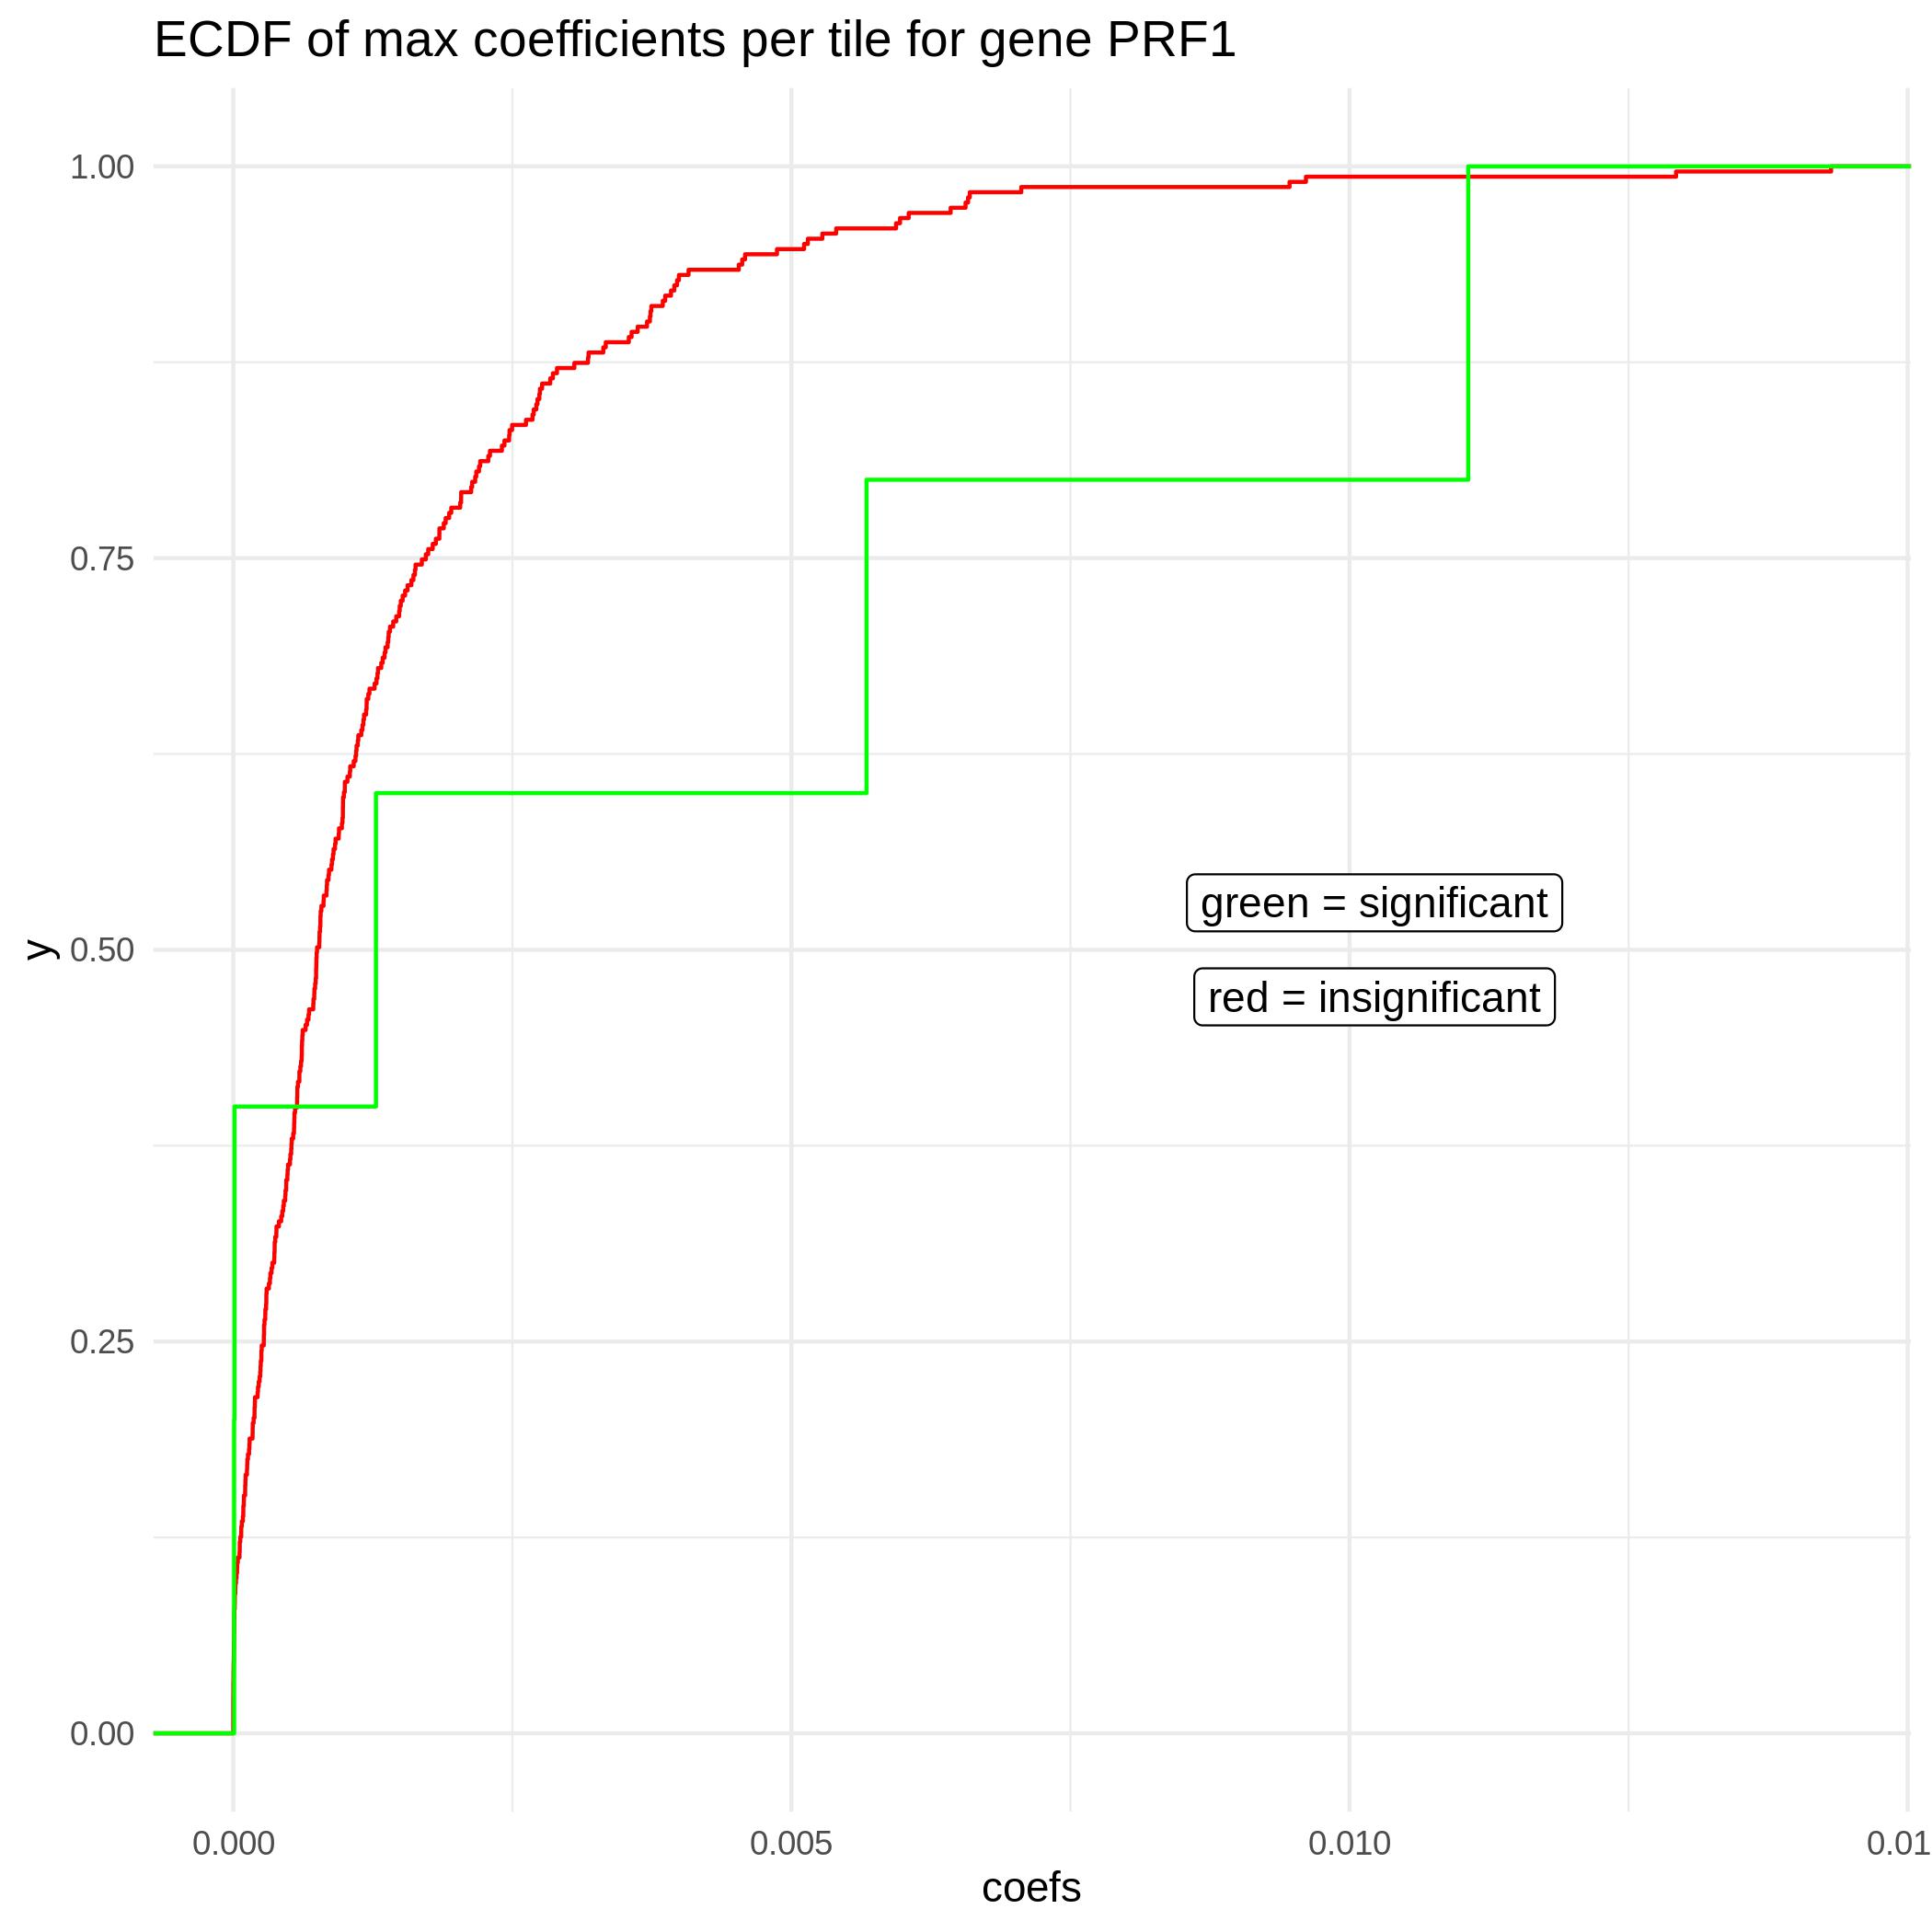 ECDF of max coefficients per tile for gene PRF1
1.00
0.75
0.50
0.25
0.00
y
green = significant
red = insignificant
0.000
0.005
0.010
0.01
coefs